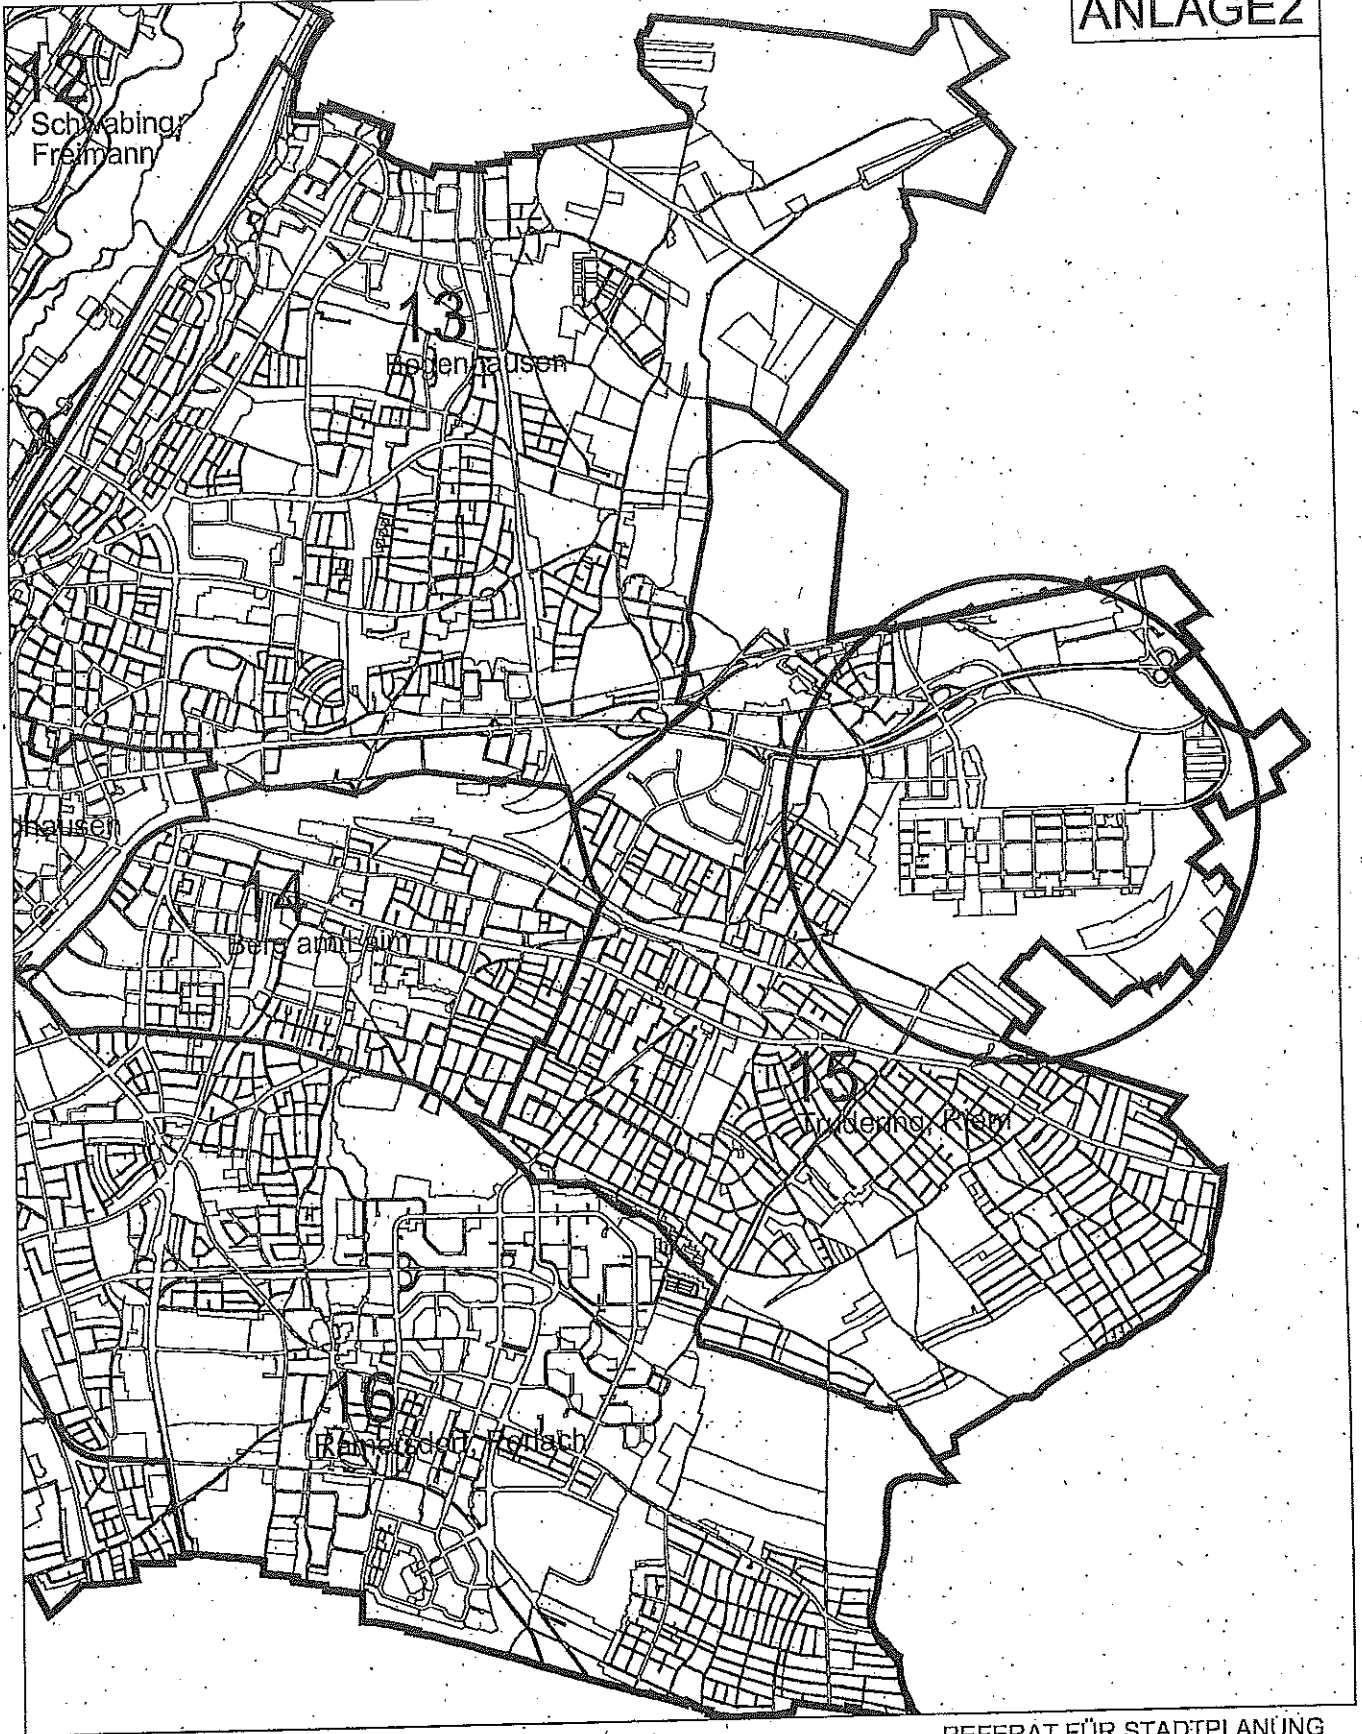 ANLAGE2
12
Schwabing,
Freimann
13
Bogenhausen
dhausen
14
Berg am Laim
15
Trudering, Riem
16
Ramersdorf, Perlach
REFERAT FÜR STADTPLANUNG